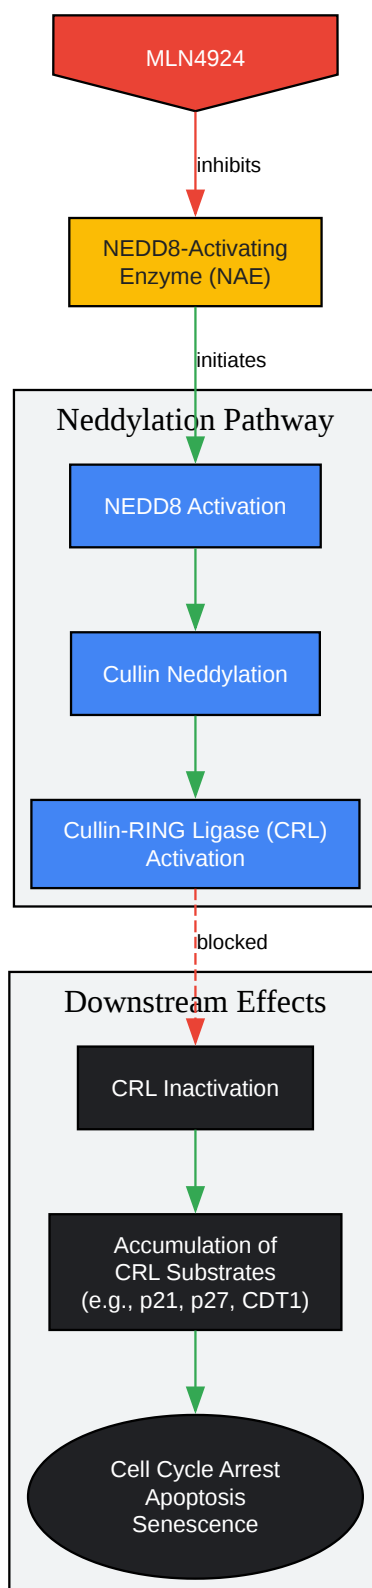 MLN4924
inhibits
NEDD8-Activating
Enzyme (NAE)
initiates
Neddylation Pathway
NEDD8 Activation
Cullin Neddylation
Cullin-RING Ligase (CRL)
Activation
blocked
Downstream Effects
CRL Inactivation
Accumulation of
CRL Substrates
(e.g., p21, p27, CDT1)
Cell Cycle Arrest
Apoptosis
Senescence